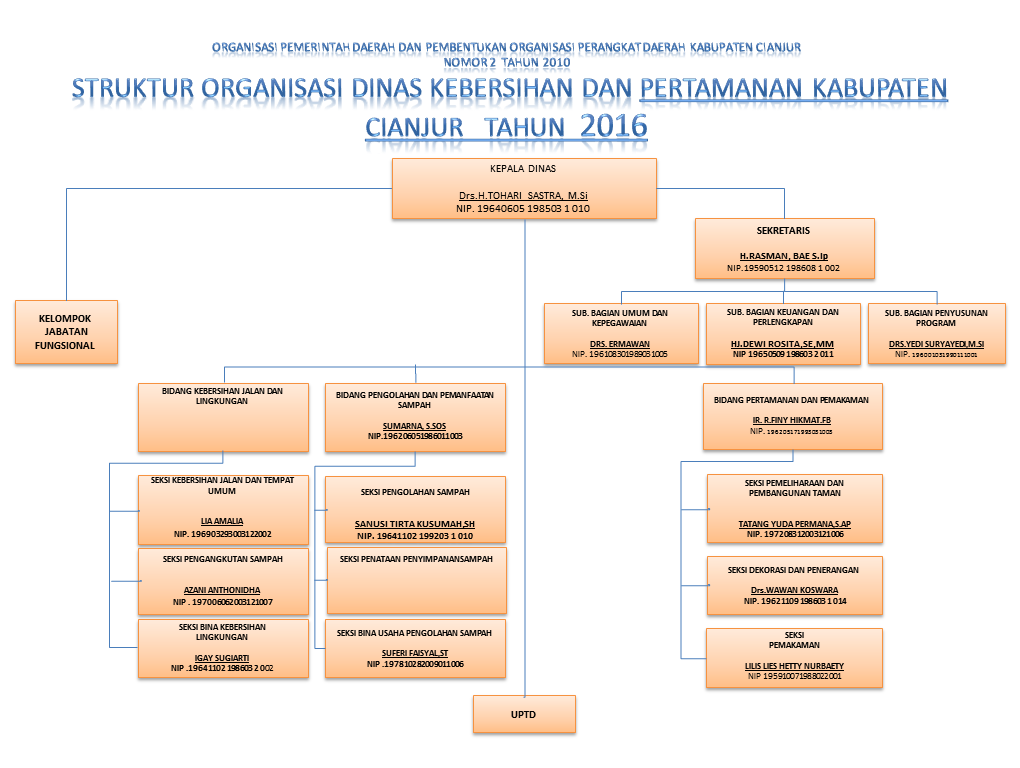 ORGANISASI PEMERINTAH DAERAH DAN PEMBENTUKAN ORGANISASI PERANGKAT DAERAH KABUPATEN CIANJUR
NOMOR 2 TAHUN 2010
STRUKTUR ORGANISASI DINAS KEBERSIHAN DAN PERTAMANAN KABUPATEN
CIANJUR TAHUN 2016
KEPALA DINAS
Drs.H.TOHARI SASTRA, M.Si
NIP. 19640605 198503 1 010
SEKRETARIS
H.RASMAN, BAE S.Ip
NIP.19590512 198608 1 002
KELOMPOK
JABATAN
FUNGSIONAL
SUB. BAGIAN UMUM DAN
KEPEGAWAIAN
DRS. ERMAWAN
NIP. 196108301989031005
SUB. BAGIAN KEUANGAN DAN
PERLENGKAPAN
HJ.DEWI ROSITA,SE,MM
NIP 19650509 198603 2 011
SUB. BAGIAN PENYUSUNAN
PROGRAM
DRS.YEDI SURYAYEDI,M.SI
NIP. 196001031990111001
BIDANG KEBERSIHAN JALAN DAN
LINGKUNGAN
BIDANG PENGOLAHAN DAN PEMANFAATAN
SAMPAH
SUMARNA, S.SOS
NIP.196206051986011003
BIDANG PERTAMANAN DAN PEMAKAMAN
IR. R.FINY HIKMAT.FB
NIP. 196205171993031003
SEKSI KEBERSIHAN JALAN DAN TEMPAT
UMUM
LIA AMALIA
NIP. 196903293003122002
SEKSI PENGOLAHAN SAMPAH
SANUSI TIRTA KUSUMAH,SH
NIP. 19641102 199203 1 010
SEKSI PEMELIHARAAN DAN
PEMBANGUNAN TAMAN
TATANG YUDA PERMANA,S.AP
NIP. 197208312003121006
SEKSI PENGANGKUTAN SAMPAH
AZANI ANTHONIDHA
NIP . 197006062003121007
SEKSI PENATAAN PENYIMPANANSAMPAH
SEKSI DEKORASI DAN PENERANGAN
Drs.WAWAN KOSWARA
NIP. 19621109 198603 1 014
SEKSI BINA KEBERSIHAN
LINGKUNGAN
IGAY SUGIARTI
NIP .19641102 198603 2 002
SEKSI BINA USAHA PENGOLAHAN SAMPAH
SUFERI FAISYAL,ST
NIP .197810282009011006
SEKSI
PEMAKAMAN
LILIS LIES HETTY NURBAETY
NIP 195910071988022001
UPTD